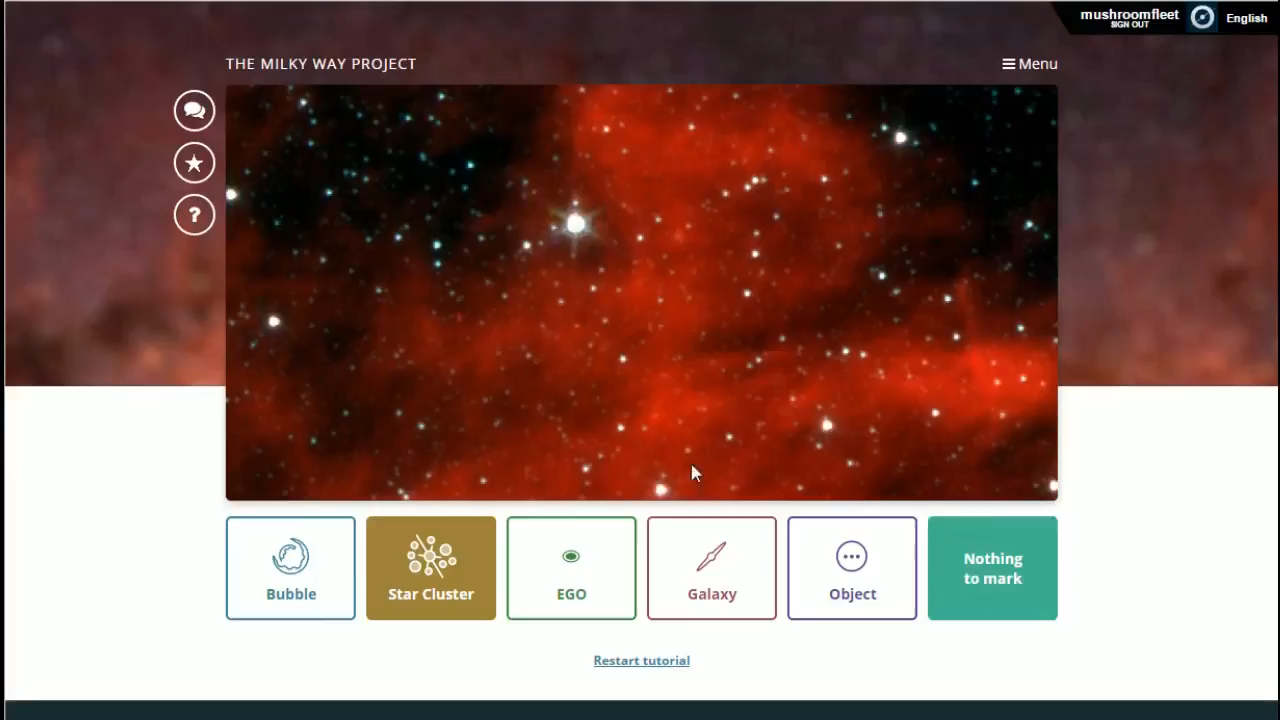 mushroomfleet
SIGN OUT
English
THE MILKY WAY PROJECT
Menu
?
Bubble
Star Cluster
EGO
Galaxy
Object
Nothing
to mark
Restart tutorial